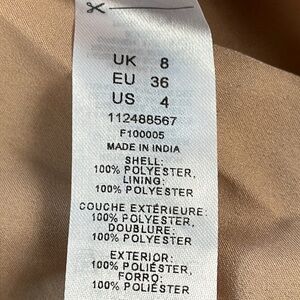 UK 8
EU 36
US 4
112488567
F100005
MADE IN INDIA
SHELL:
100% POLYESTER,
LINING:
100% POLYESTER
COUCHE EXTÉRIEURE:
100% POLYESTER,
DOUBLURE:
100% POLYESTER
EXTERIOR:
100% POLIÉSTER,
FORRO:
100% POLIÉSTER